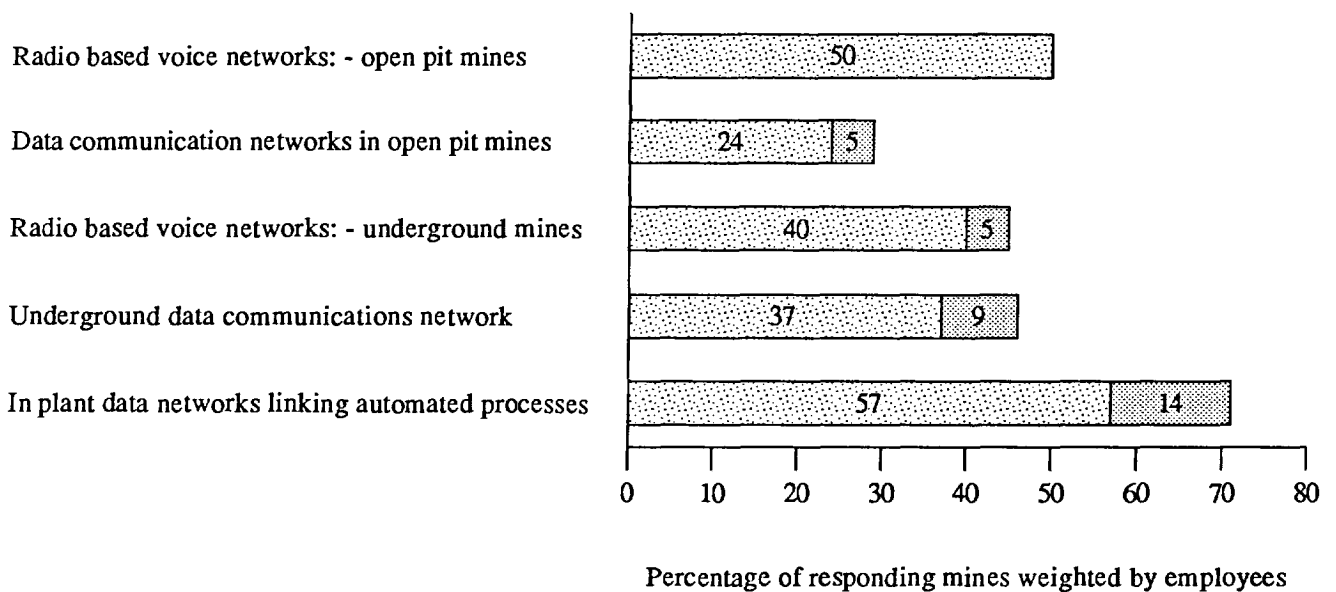 Radio based voice networks: - open pit mines
50
Data communication networks in open pit mines
24 5
Radio based voice networks: - underground mines
40 5
Underground data communications network
37 9
In plant data networks linking automated processes
57 14
0 10 20 30 40 50 60 70 80
Percentage of responding mines weighted by employees